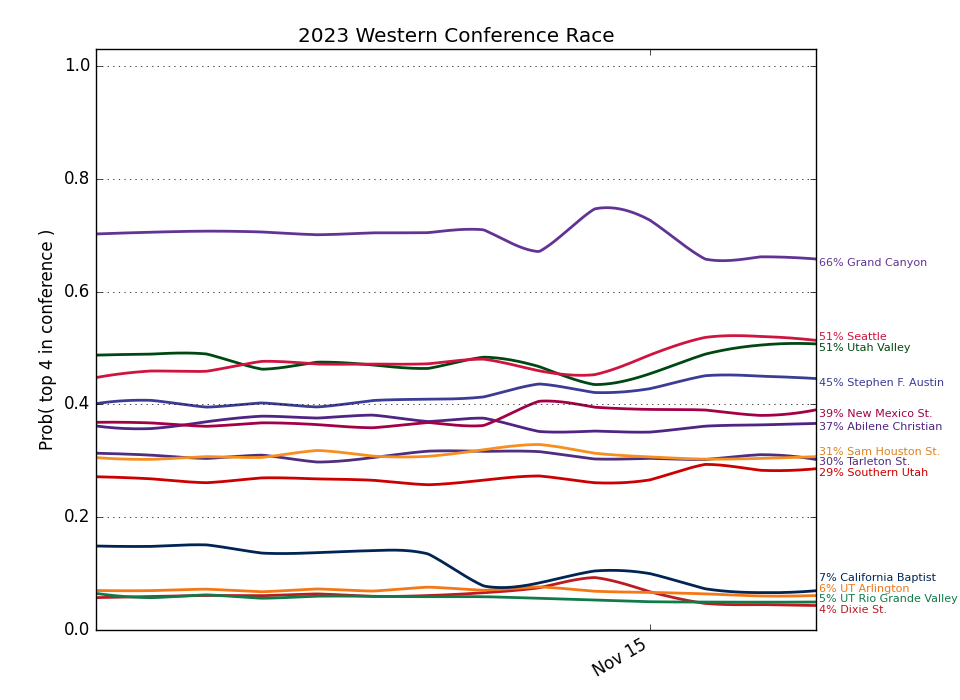 2023 Western Conference Race
Prob( top 4 in conference )
1.0
0.8
0.6
0.4
0.2
0.0
Nov 15
66% Grand Canyon
51% Seattle
51% Utah Valley
45% Stephen F. Austin
39% New Mexico St.
37% Abilene Christian
31% Sam Houston St.
30% Tarleton St.
29% Southern Utah
7% California Baptist
6% UT Arlington
5% UT Rio Grande Valley
4% Dixie St.